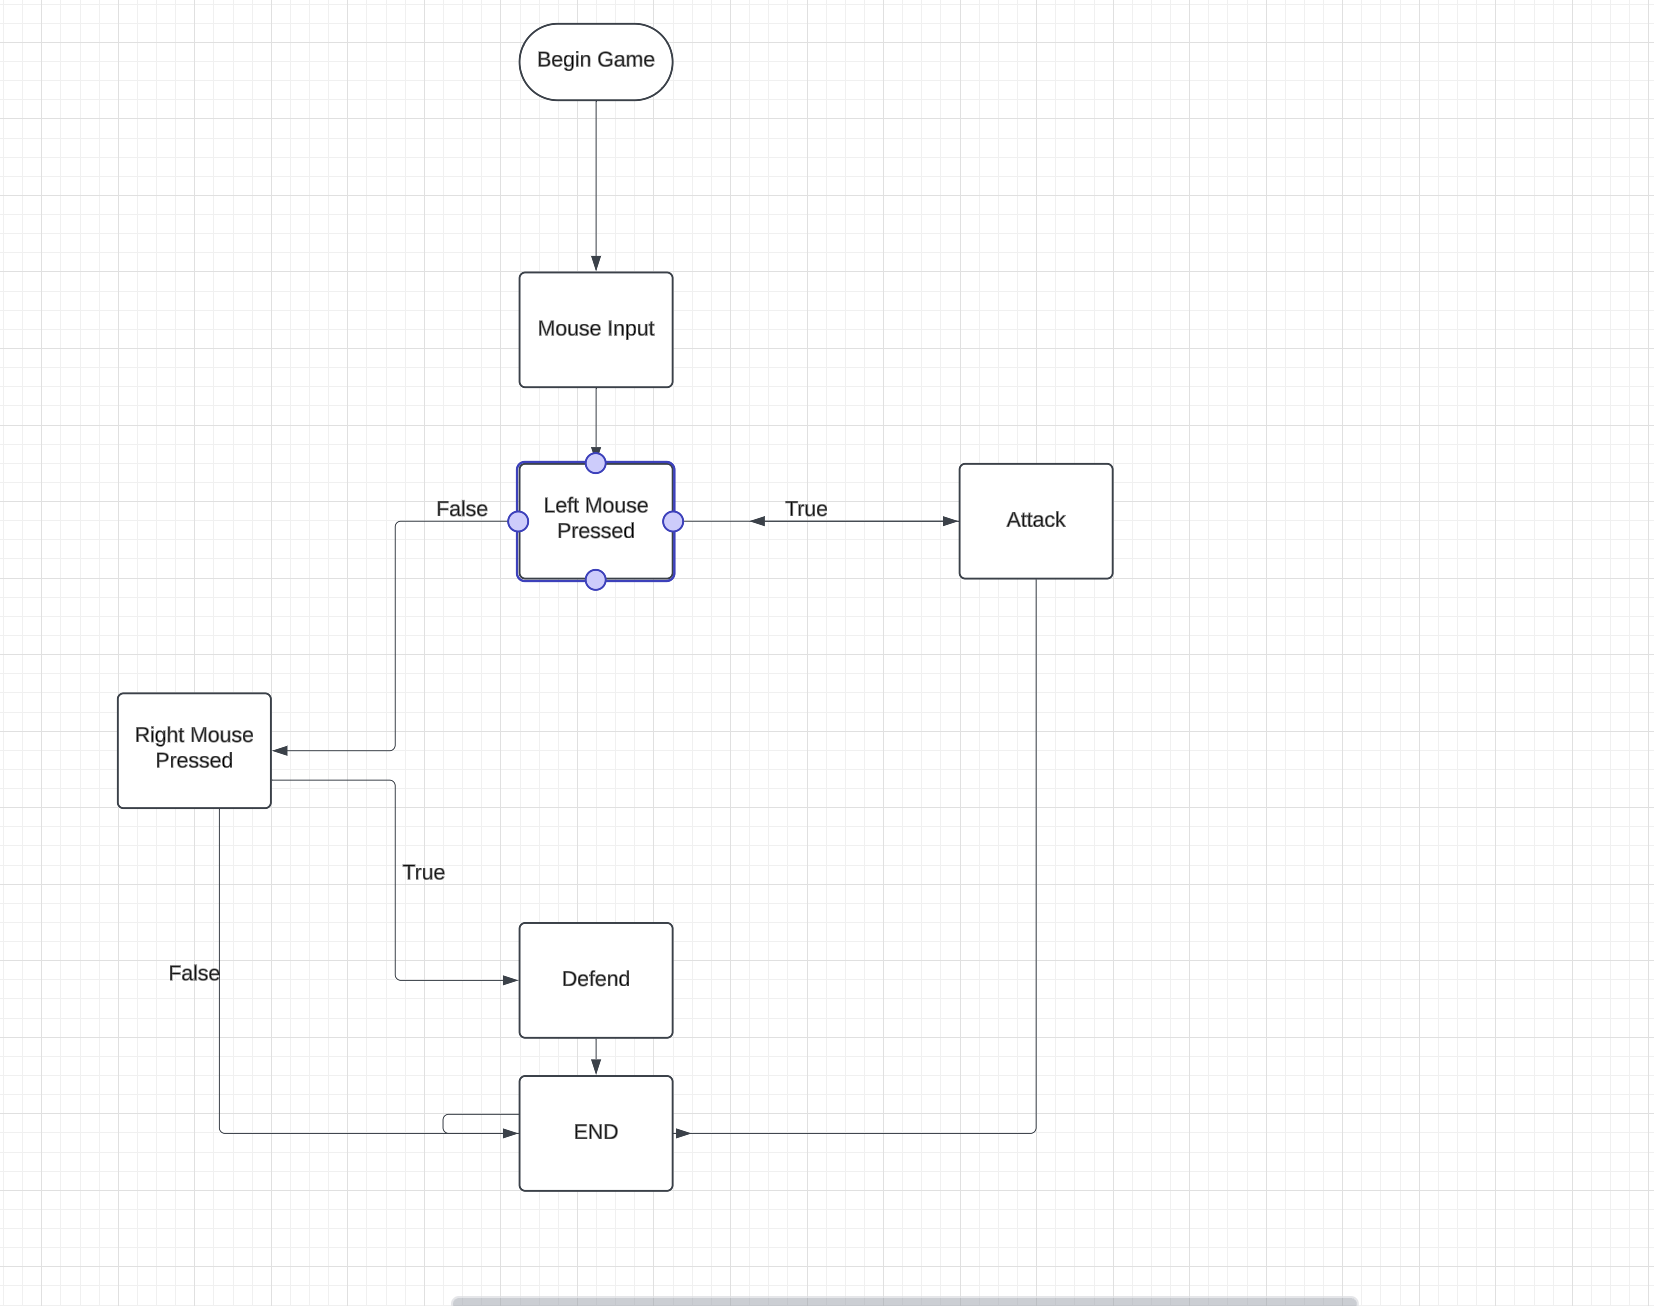 Begin Game
Mouse Input
False
Left Mouse
Pressed
True
Attack
Right Mouse
Pressed
True
False
Defend
END